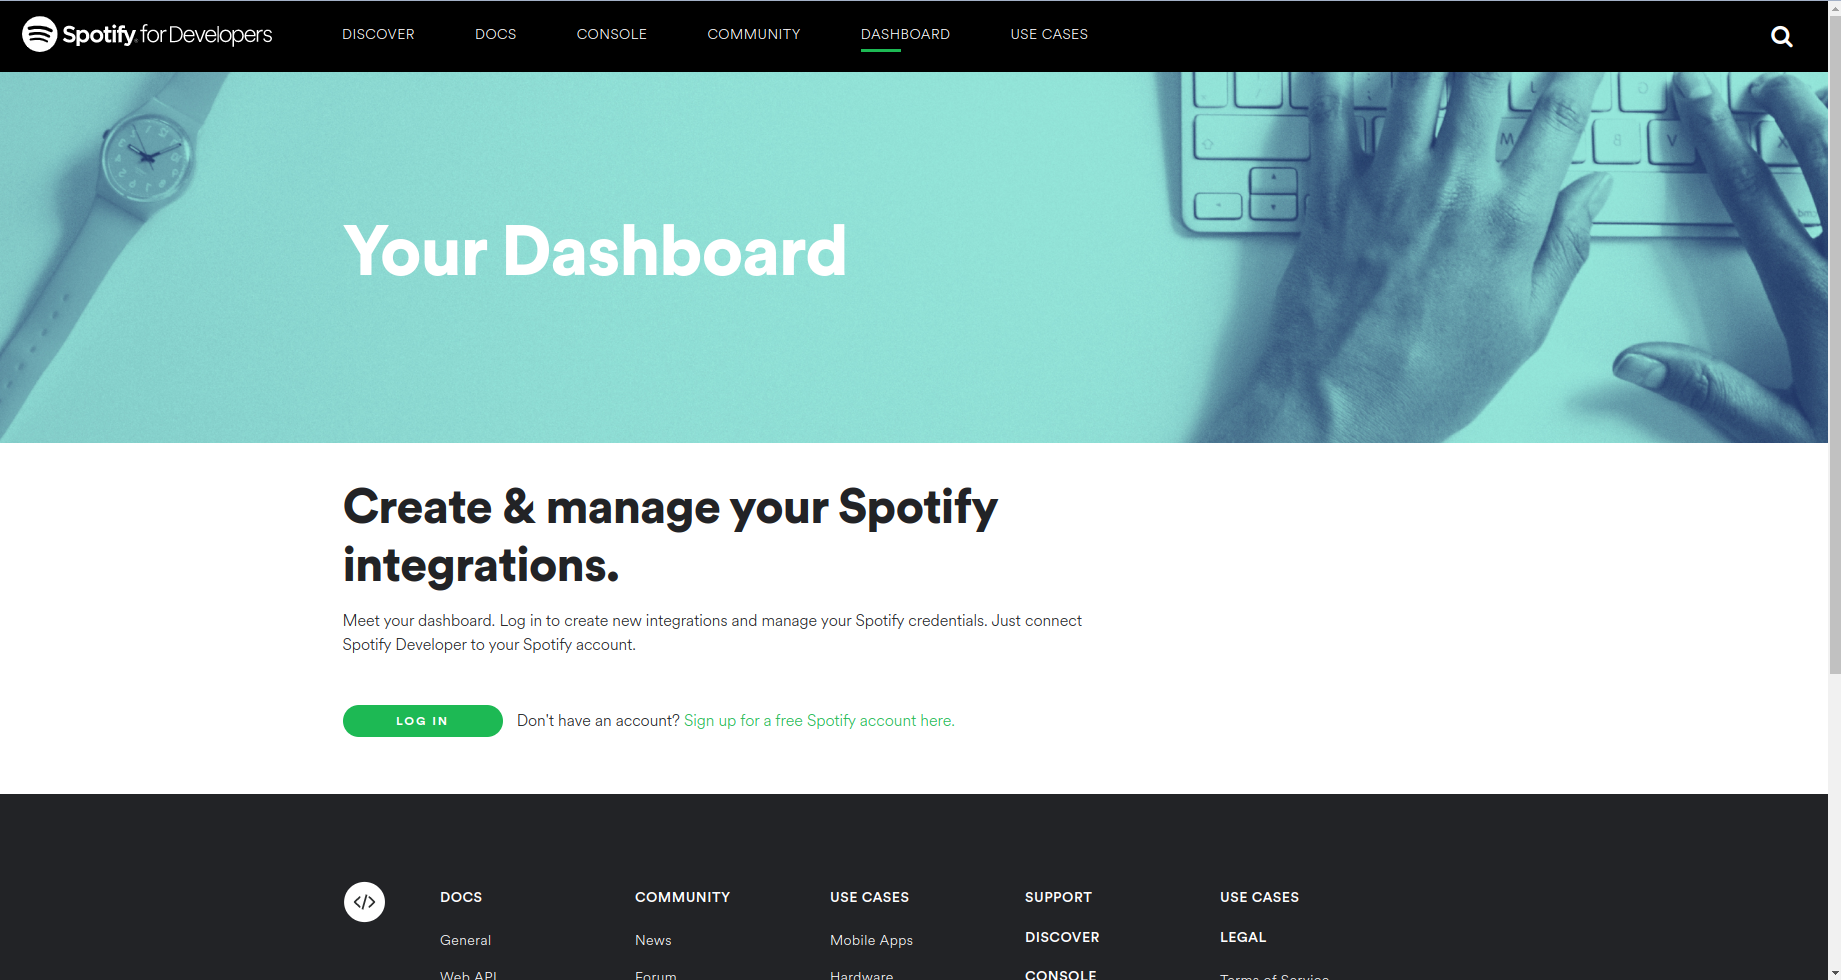 Spotify for Developers
DISCOVER
DOCS
CONSOLE
COMMUNITY
DASHBOARD
USE CASES
Your Dashboard
Create & manage your Spotify
integrations.
Meet your dashboard. Log in to create new integrations and manage your Spotify credentials. Just connect
Spotify Developer to your Spotify account.
LOG IN
Don't have an account? Sign up for a free Spotify account here.
</>
DOCS
General
Web API
COMMUNITY
News
Forum
USE CASES
Mobile Apps
Hardware
SUPPORT
DISCOVER
CONSOLE
USE CASES
LEGAL
Terms of Service